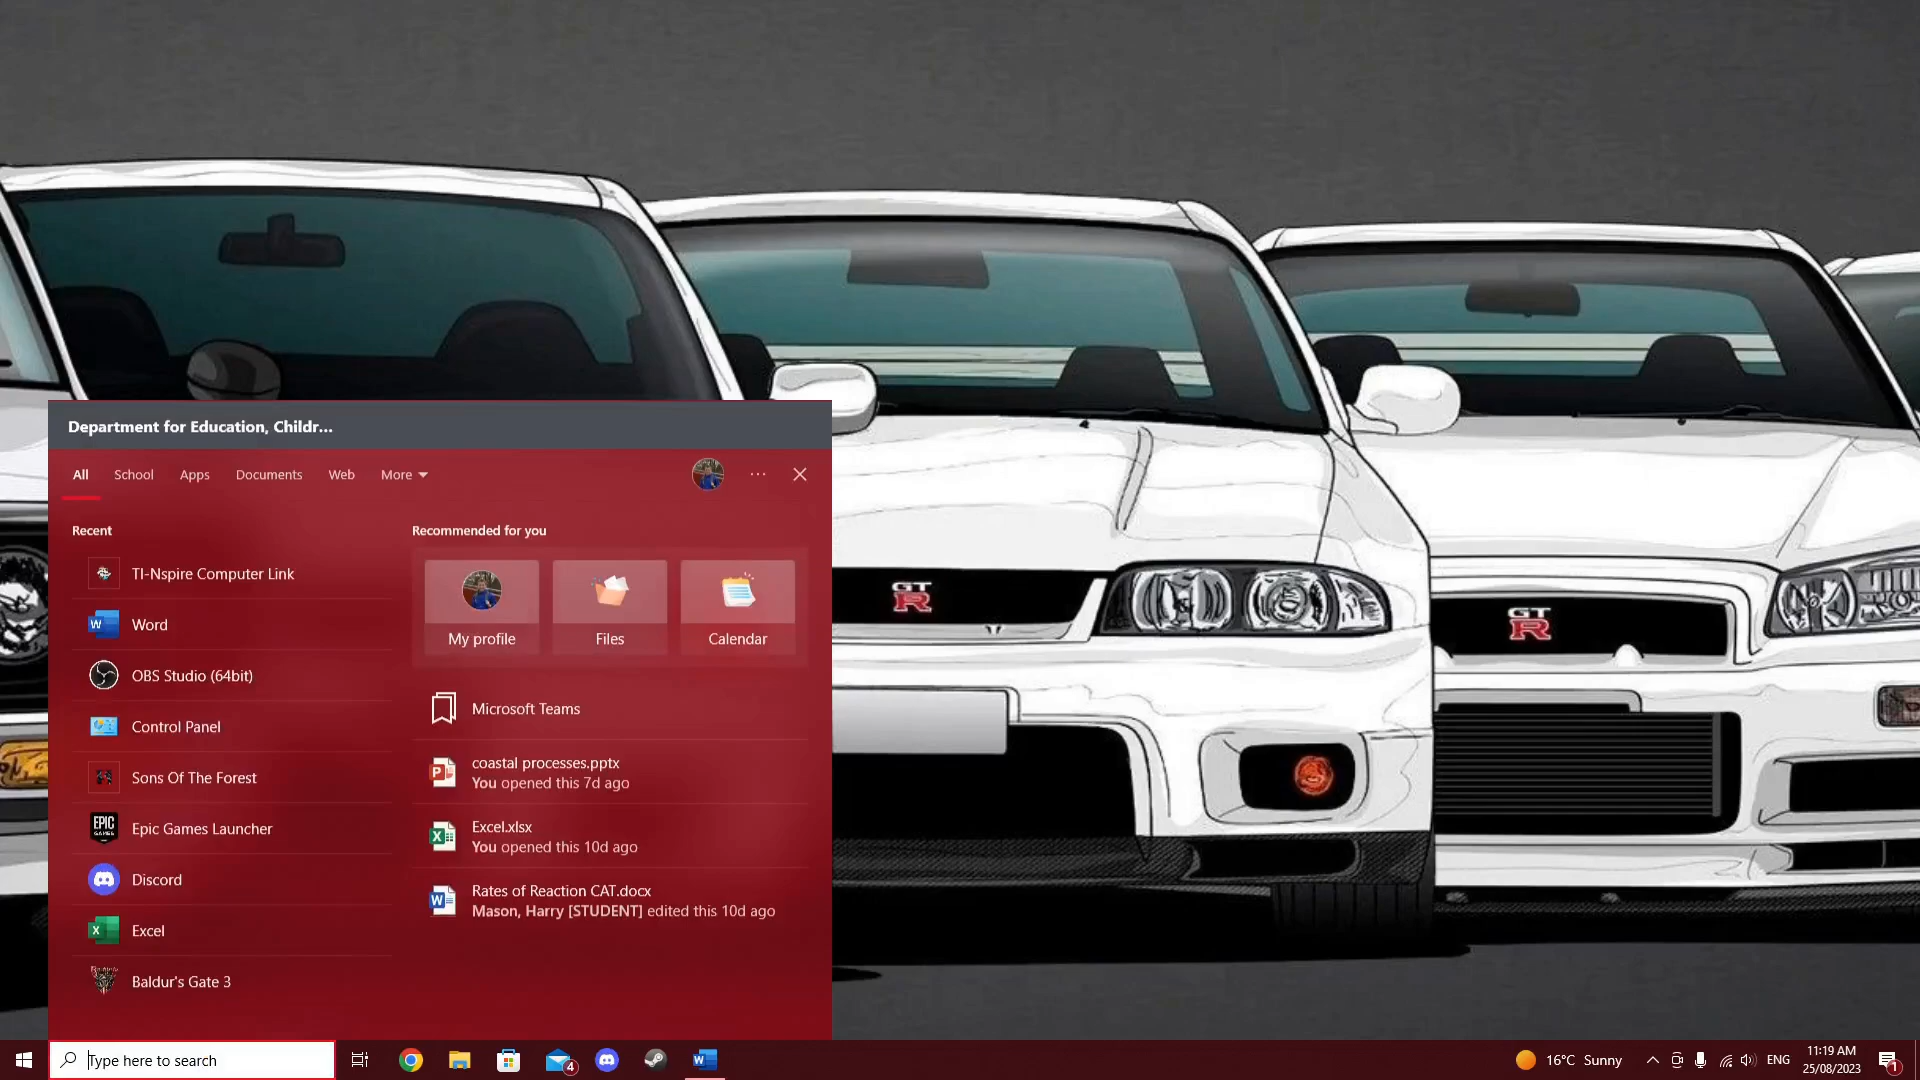 Department for Education, Childr...
All School Apps Documents Web More
Recent
TI-Nspire Computer Link
Word
OBS Studio (64bit)
Control Panel
Sons Of The Forest
Epic Games Launcher
Discord
Excel
Baldur's Gate 3
Recommended for you
My profile Files Calendar
Microsoft Teams
coastal processes.pptx
You opened this 7d ago
Excel.xlsx
You opened this 10d ago
Rates of Reaction CAT.docx
Mason, Harry [STUDENT] edited this 10d ago
GT
R
GT
R
Type here to search
4
16°C Sunny
ENG
11:19 AM
25/08/2023
1